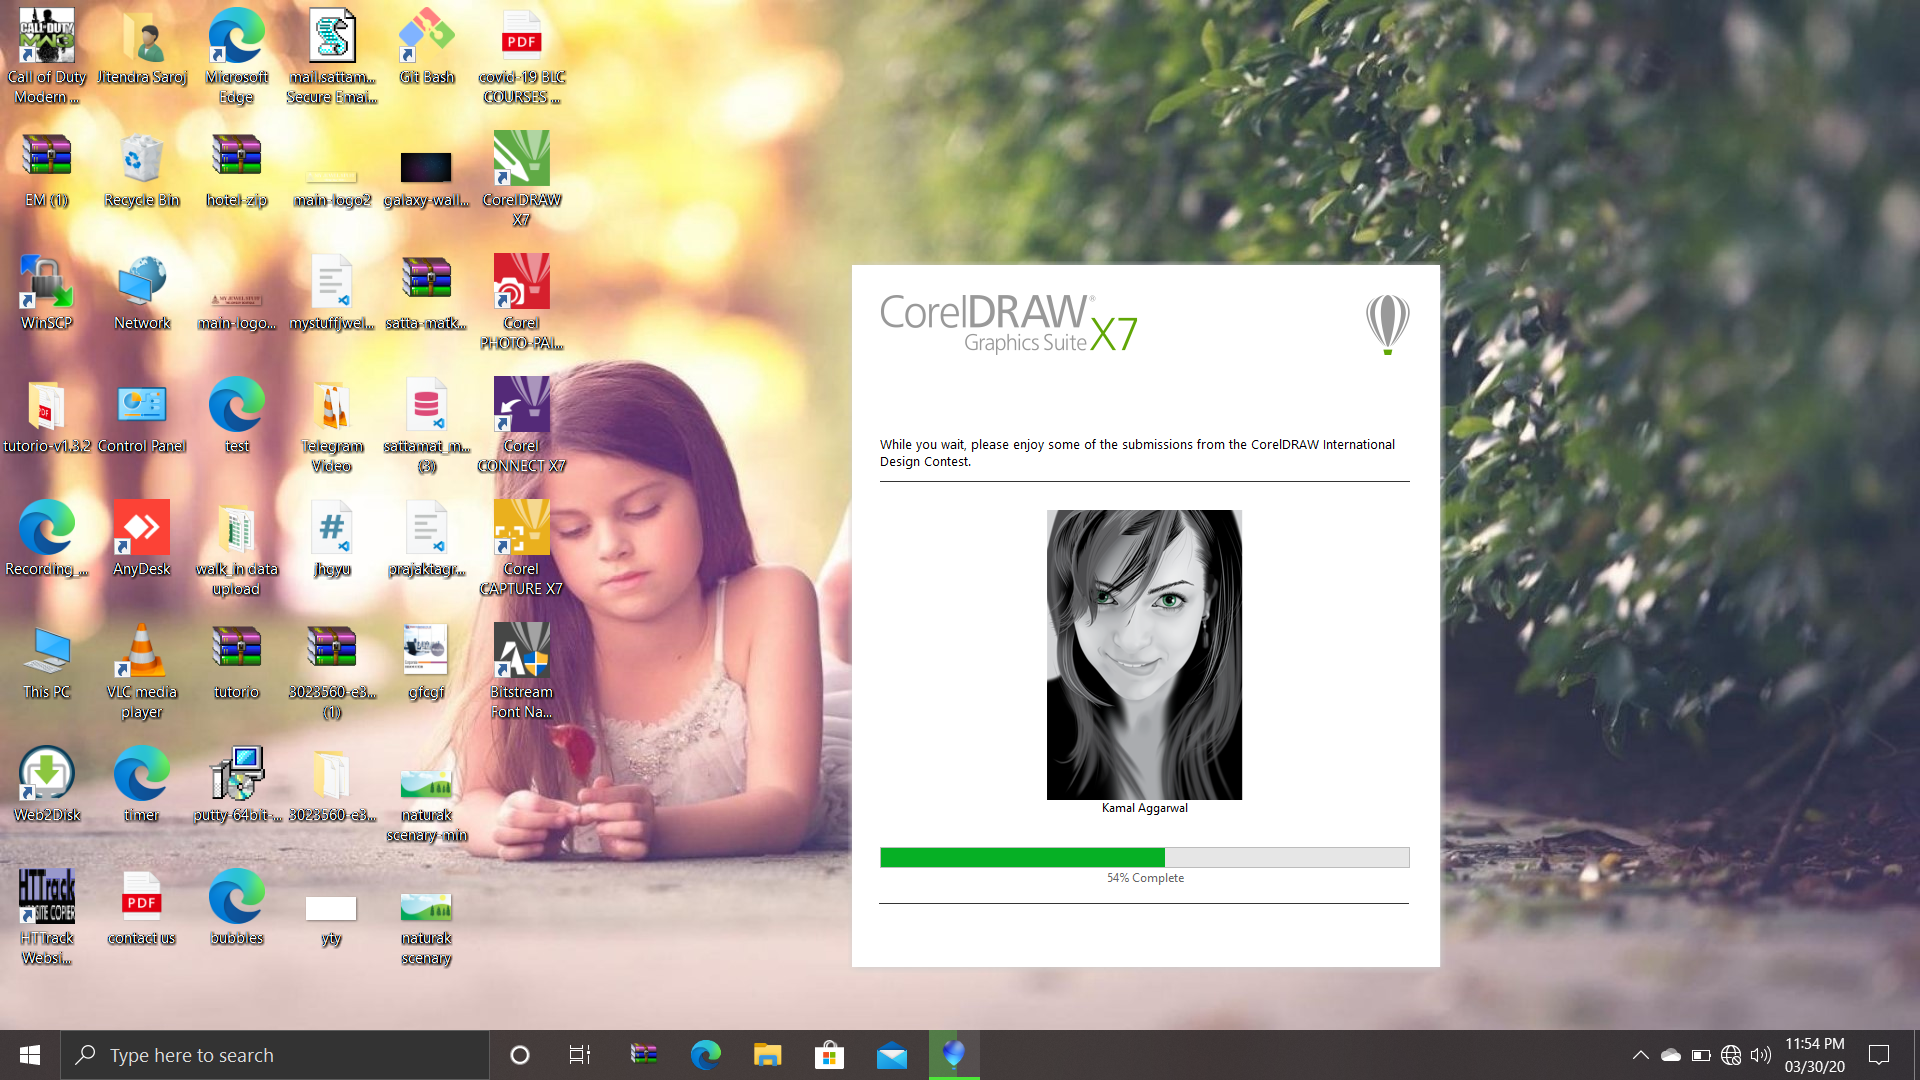 Call of Duty
Modern ...
Jitendra Saroj
Microsoft
Edge
mail.sattam...
Secure Emai...
Git Bash
PDF
covid-19 BLC
COURSES ...
EM (1)
Recycle Bin
hotel-zip
main-logo2
galaxy-wall...
CorelDRAW
X7
WinSCP
Network
main-logo...
mystuffjwel...
satta-matk...
Corel
PHOTO-PAI...
PDF
tutorio-v1.3.2
Control Panel
test
Telegram
Video
sattamat_m...
(3)
Corel
CONNECT X7
Recording_...
AnyDesk
walk_in data
upload
#
jhgyu
prajaktagr...
Corel
CAPTURE X7
This PC
VLC media
player
tutorio
3023560-e3...
(1)
gfcgf
Bitstream
Font Na...
Web2Disk
timer
putty-64bit-...
3023560-e3...
naturak
scenary-min
HTTrack
Websi...
PDF
contact us
bubbles
yty
naturak
scenary
CorelDRAW®
Graphics Suite X7
While you wait, please enjoy some of the submissions from the CorelDRAW International
Design Contest.
Kamal Aggarwal
54% Complete
Type here to search
11:54 PM
03/30/20